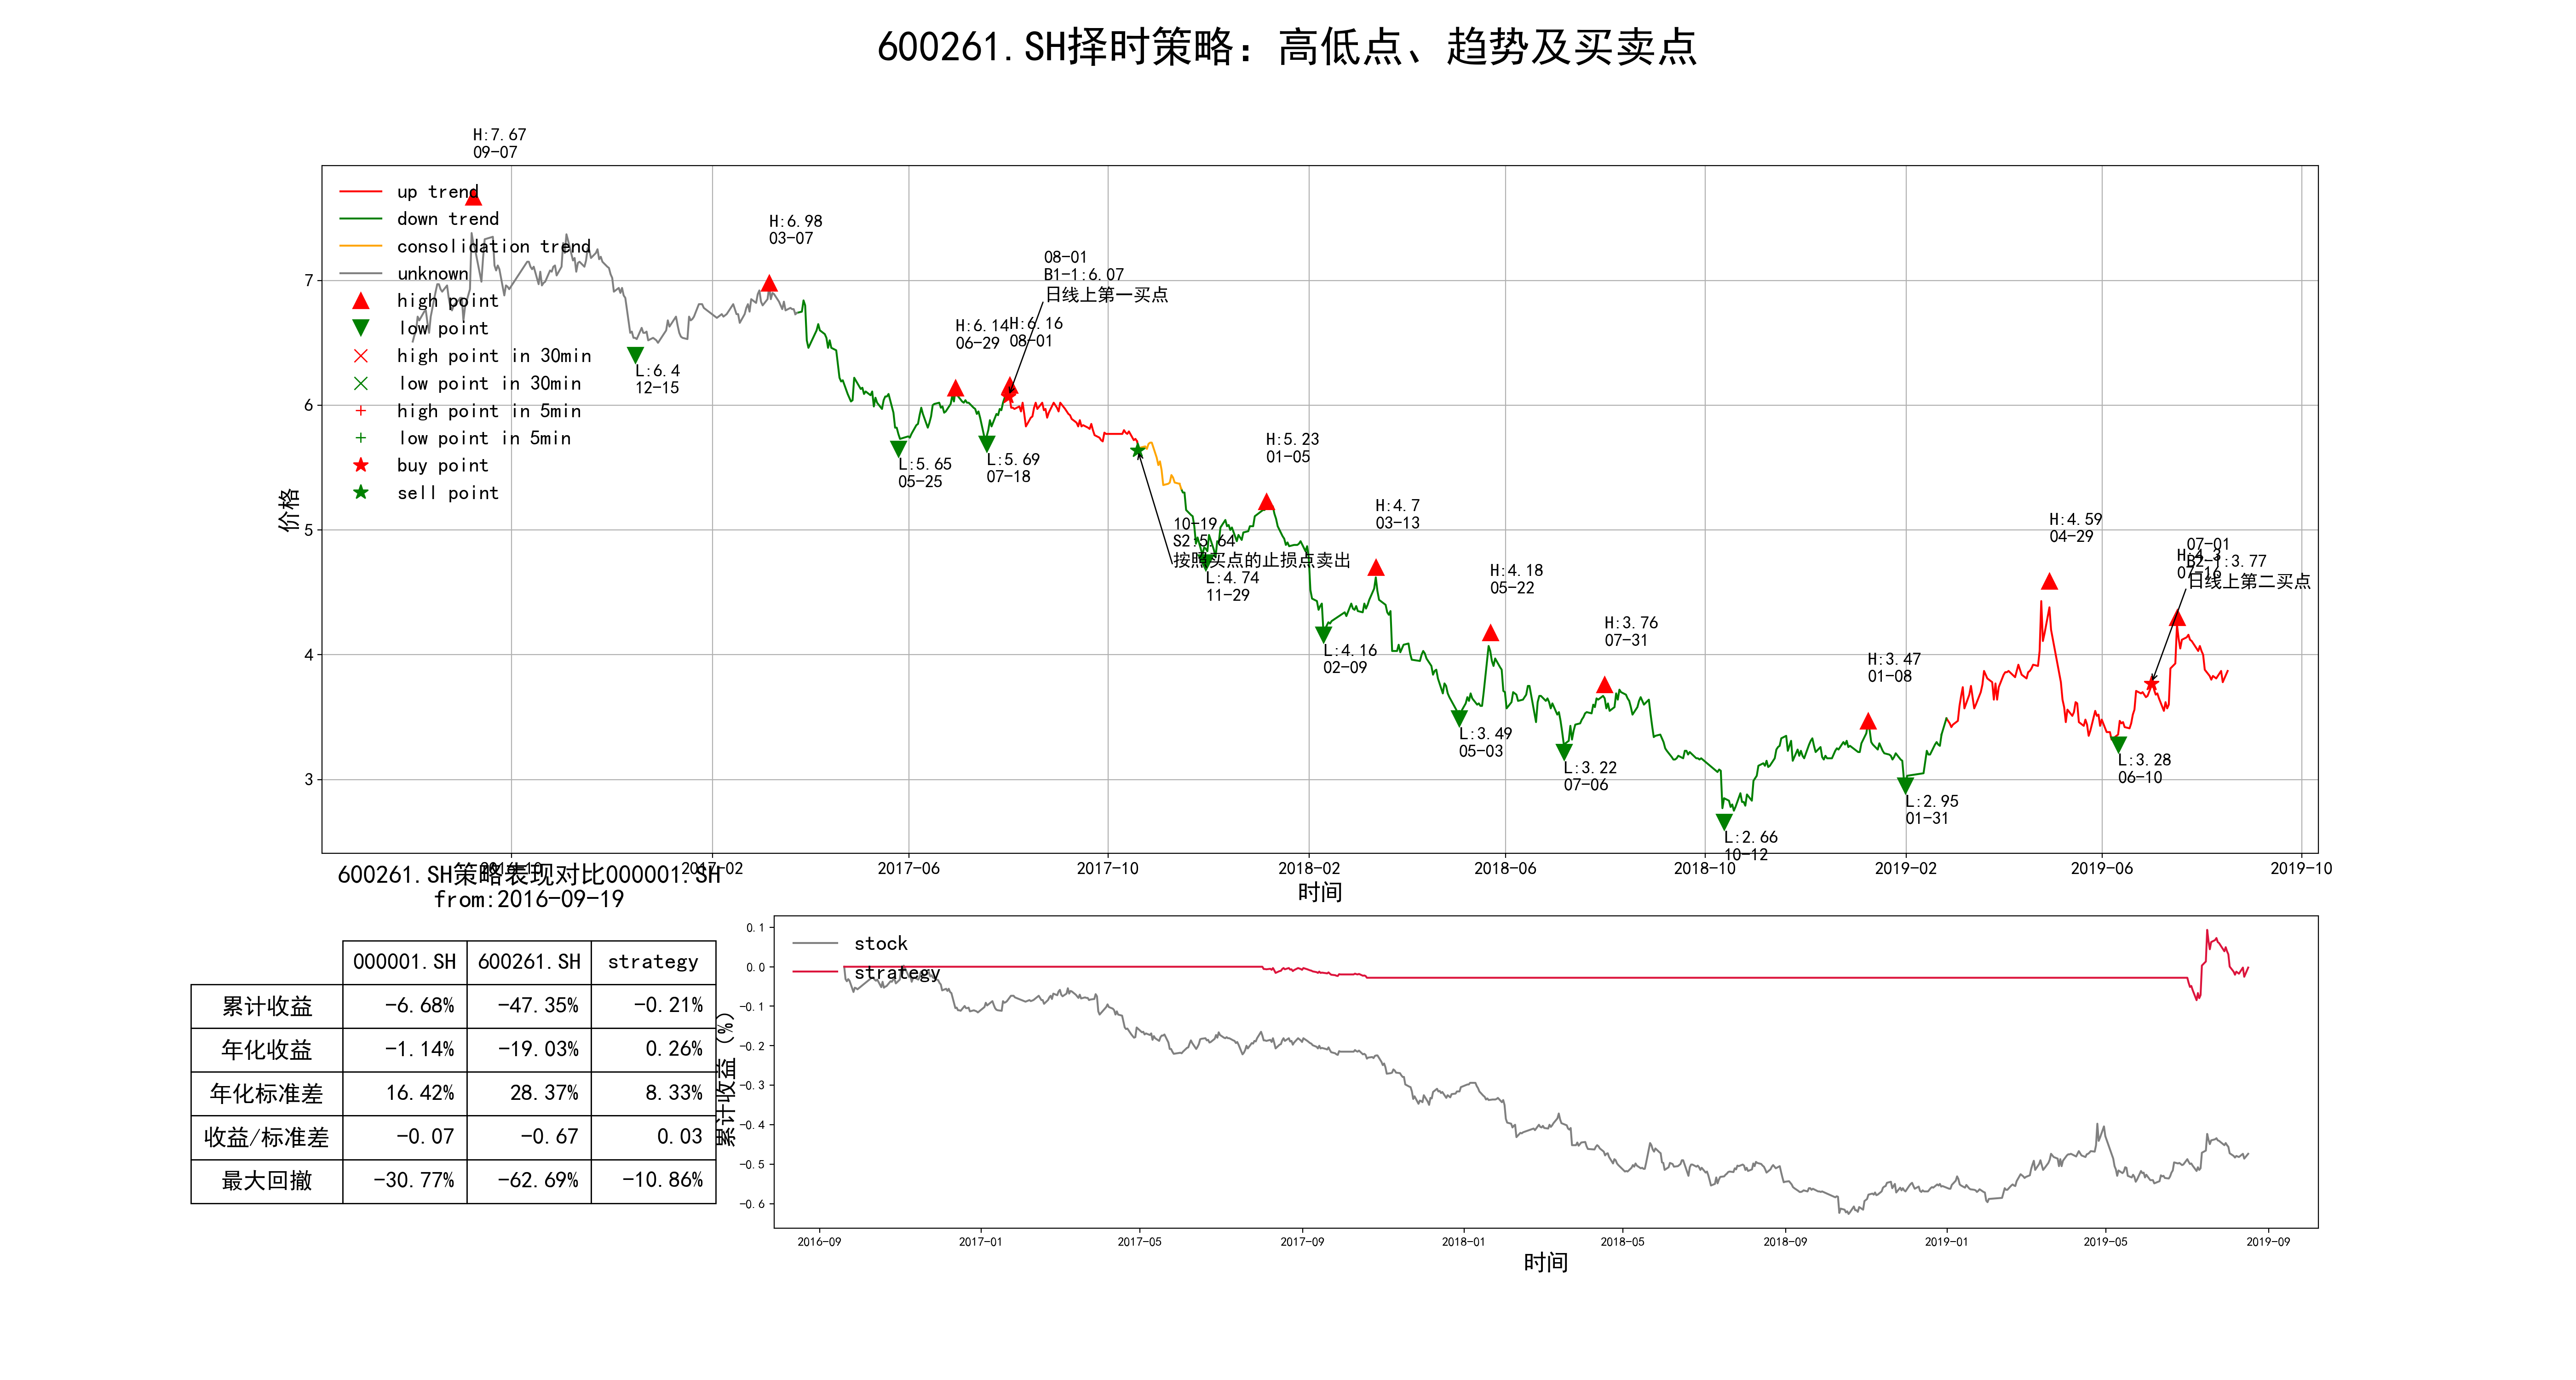 600261.SH择时策略：高低点、趋势及买卖点
H:7.67
09-07
up trend
down trend
consolidation trend
unknown
high point
low point
high point in 30min
low point in 30min
high point in 5min
low point in 5min
buy point
sell point
H:6.98
03-07
L:6.4
12-15
08-01
B1-1:6.07
日线上第一买点
H:6.14
06-29
H:6.16
08-01
L:5.65
05-25
L:5.69
07-18
10-19
S2:5.64
按照买点的止损点卖出
L:4.74
11-29
H:5.23
01-05
H:4.7
03-13
L:4.16
02-09
H:4.18
05-22
L:3.49
05-03
H:3.76
07-31
L:3.22
07-06
L:2.66
10-12
H:3.47
01-08
L:2.95
01-31
H:4.59
04-29
07-01
B2-1:3.77
日线上第二买点
H:4.3
07-16
L:3.28
06-10
价格
7
6
5
4
3
2016-10
2017-02
2017-06
2017-10
2018-02
2018-06
2018-10
2019-02
2019-06
2019-10
时间
600261.SH策略表现对比000001.SH
from:2016-09-19
000001.SH 600261.SH strategy
累计收益 -6.68% -47.35% -0.21%
年化收益 -1.14% -19.03% 0.26%
年化标准差 16.42% 28.37% 8.33%
收益/标准差 -0.07 -0.67 0.03
最大回撤 -30.77% -62.69% -10.86%
累计收益（%）
0.1
0.0
-0.1
-0.2
-0.3
-0.4
-0.5
-0.6
stock
strategy
2016-09
2017-01
2017-05
2017-09
2018-01
2018-05
2018-09
2019-01
2019-05
2019-09
时间